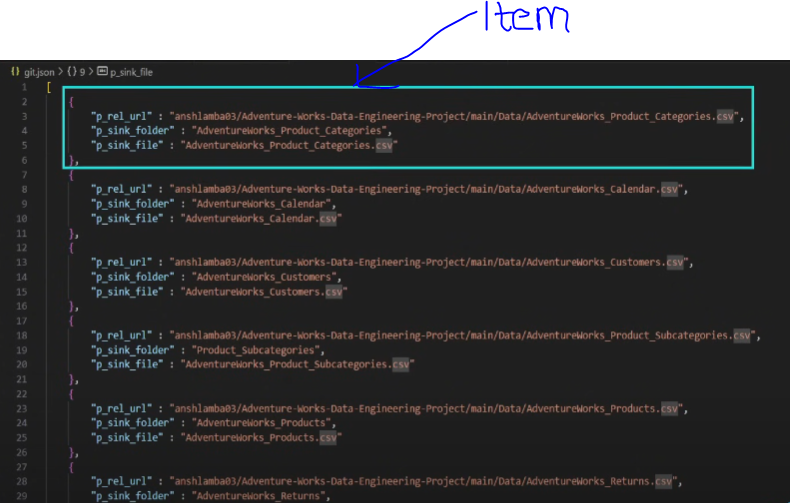 Item
{} git.json > {} 9 > p_sink_file
1 [
2 {
3 "p_rel_url" : "anshlamba03/Adventure-Works-Data-Engineering-Project/main/Data/AdventureWorks_Product_Categories.csv",
4 "p_sink_folder" : "AdventureWorks_Product_Categories",
5 "p_sink_file" : "AdventureWorks_Product_Categories.csv"
6 },
7 {
8 "p_rel_url" : "anshlamba03/Adventure-Works-Data-Engineering-Project/main/Data/AdventureWorks_Calendar.csv",
9 "p_sink_folder" : "AdventureWorks_Calendar",
10 "p_sink_file" : "AdventureWorks_Calendar.csv"
11 },
12 {
13 "p_rel_url" : "anshlamba03/Adventure-Works-Data-Engineering-Project/main/Data/AdventureWorks_Customers.csv",
14 "p_sink_folder" : "AdventureWorks_Customers",
15 "p_sink_file" : "AdventureWorks_Customers.csv"
16 },
17 {
18 "p_rel_url" : "anshlamba03/Adventure-Works-Data-Engineering-Project/main/Data/AdventureWorks_Product_Subcategories.csv",
19 "p_sink_folder" : "Product_Subcategories",
20 "p_sink_file" : "AdventureWorks_Product_Subcategories.csv"
21 },
22 {
23 "p_rel_url" : "anshlamba03/Adventure-Works-Data-Engineering-Project/main/Data/AdventureWorks_Products.csv",
24 "p_sink_folder" : "AdventureWorks_Products",
25 "p_sink_file" : "AdventureWorks_Products.csv"
26 },
27 {
28 "p_rel_url" : "anshlamba03/Adventure-Works-Data-Engineering-Project/main/Data/AdventureWorks_Returns.csv",
29 "p_sink_folder" : "AdventureWorks_Returns",